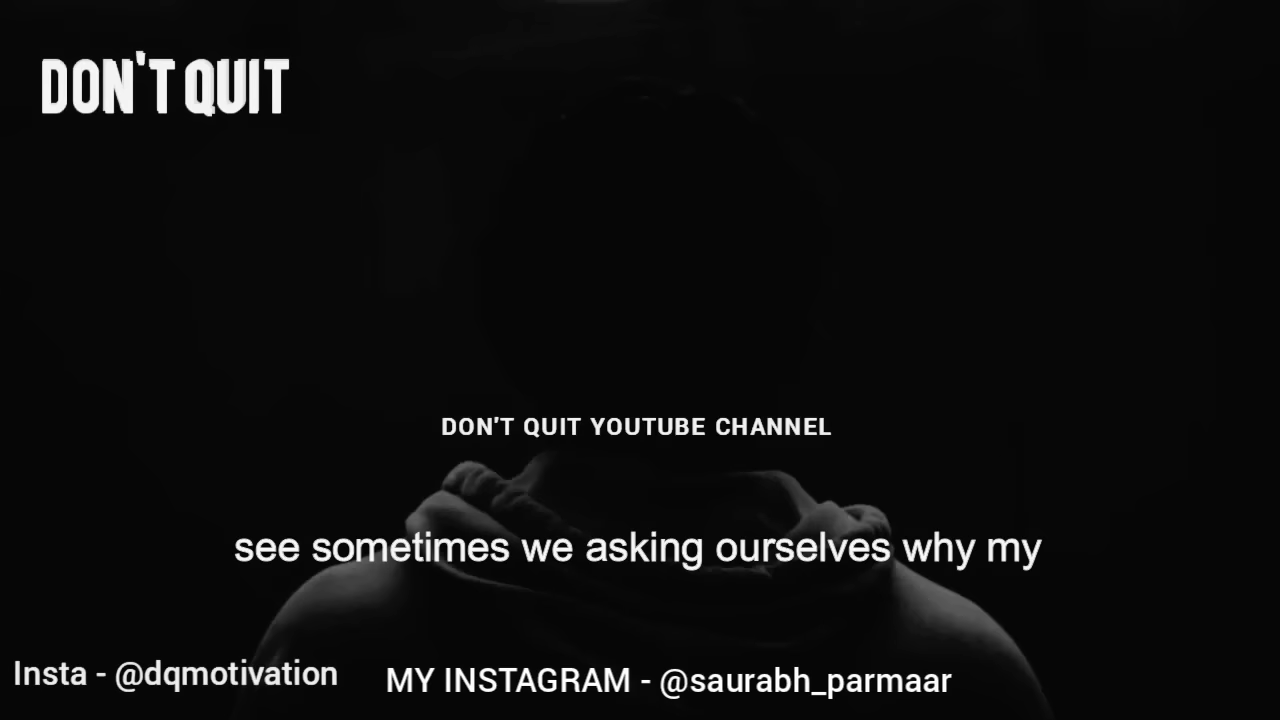 DON'T QUIT
DON'T QUIT YOUTUBE CHANNEL
see sometimes we asking ourselves why my
Insta - @dqmotivation
MY INSTAGRAM - @saurabh_parmaar